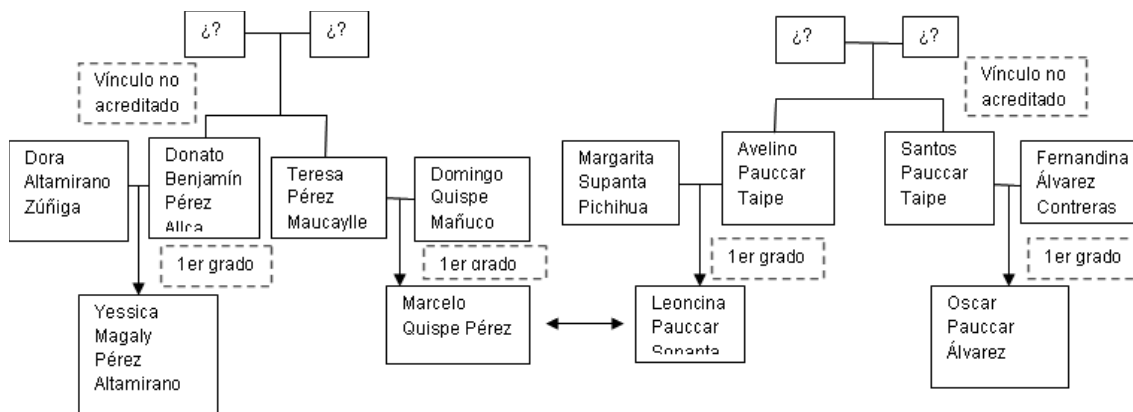 ¿?
¿?
¿?
¿?
Vínculo no
acreditado
Vínculo no
acreditado
Dora
Altamirano
Zúñiga
Donato
Benjamín
Pérez
Allca
Teresa
Pérez
Maucaylle
Domingo
Quispe
Mañuco
Margarita
Supanta
Pichihua
Avelino
Pauccar
Taipe
Santos
Pauccar
Taipe
Fernandina
Álvarez
Contreras
1er grado
1er grado
1er grado
1er grado
Yessica
Magaly
Pérez
Altamirano
Marcelo
Quispe Pérez
Leoncina
Pauccar
Sopanta
Oscar
Pauccar
Álvarez